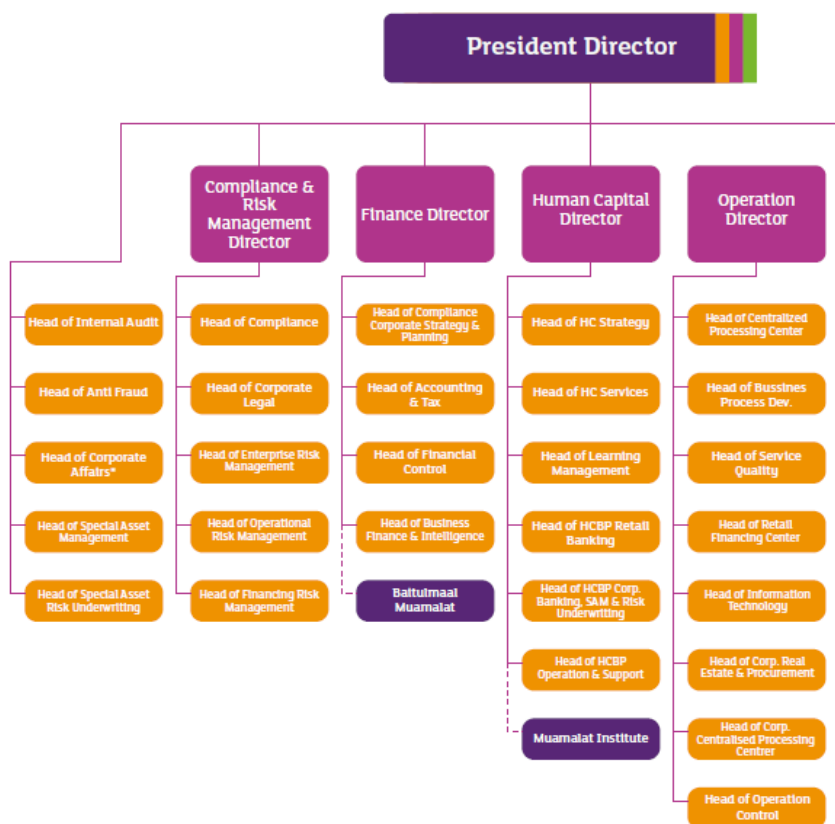 President Director
Compliance &
Risk
Management
Director
Finance Director
Human Capital
Director
Operation
Director
Head of Internal Audit
Head of Anti Fraud
Head of Corporate
Affairs*
Head of Special Asset
Management
Head of Special Asset
Risk Underwriting
Head of Compliance
Head of Corporate
Legal
Head of Enterprise Risk
Management
Head of Operational
Risk Management
Head of Financing Risk
Management
Head of Compliance
Corporate Strategy &
Planning
Head of Accounting
& Tax
Head of Financial
Control
Head of Business
Finance & Intelligence
Baitulmaal
Muamalat
Head of HC Strategy
Head of HC Services
Head of Learning
Management
Head of HCBP Retail
Banking
Head of HCBP Corp.
Banking, SAM & Risk
Underwritting
Head of HCBP
Operation & Support
Muamalat Institute
Head of Centralized
Processing Center
Head of Bussines
Process Dev.
Head of Service
Quality
Head of Retail
Financing Center
Head of Information
Technology
Head of Corp. Real
Estate & Procurement
Head of Corp.
Centralised Processing
Centrer
Head of Operation
Control